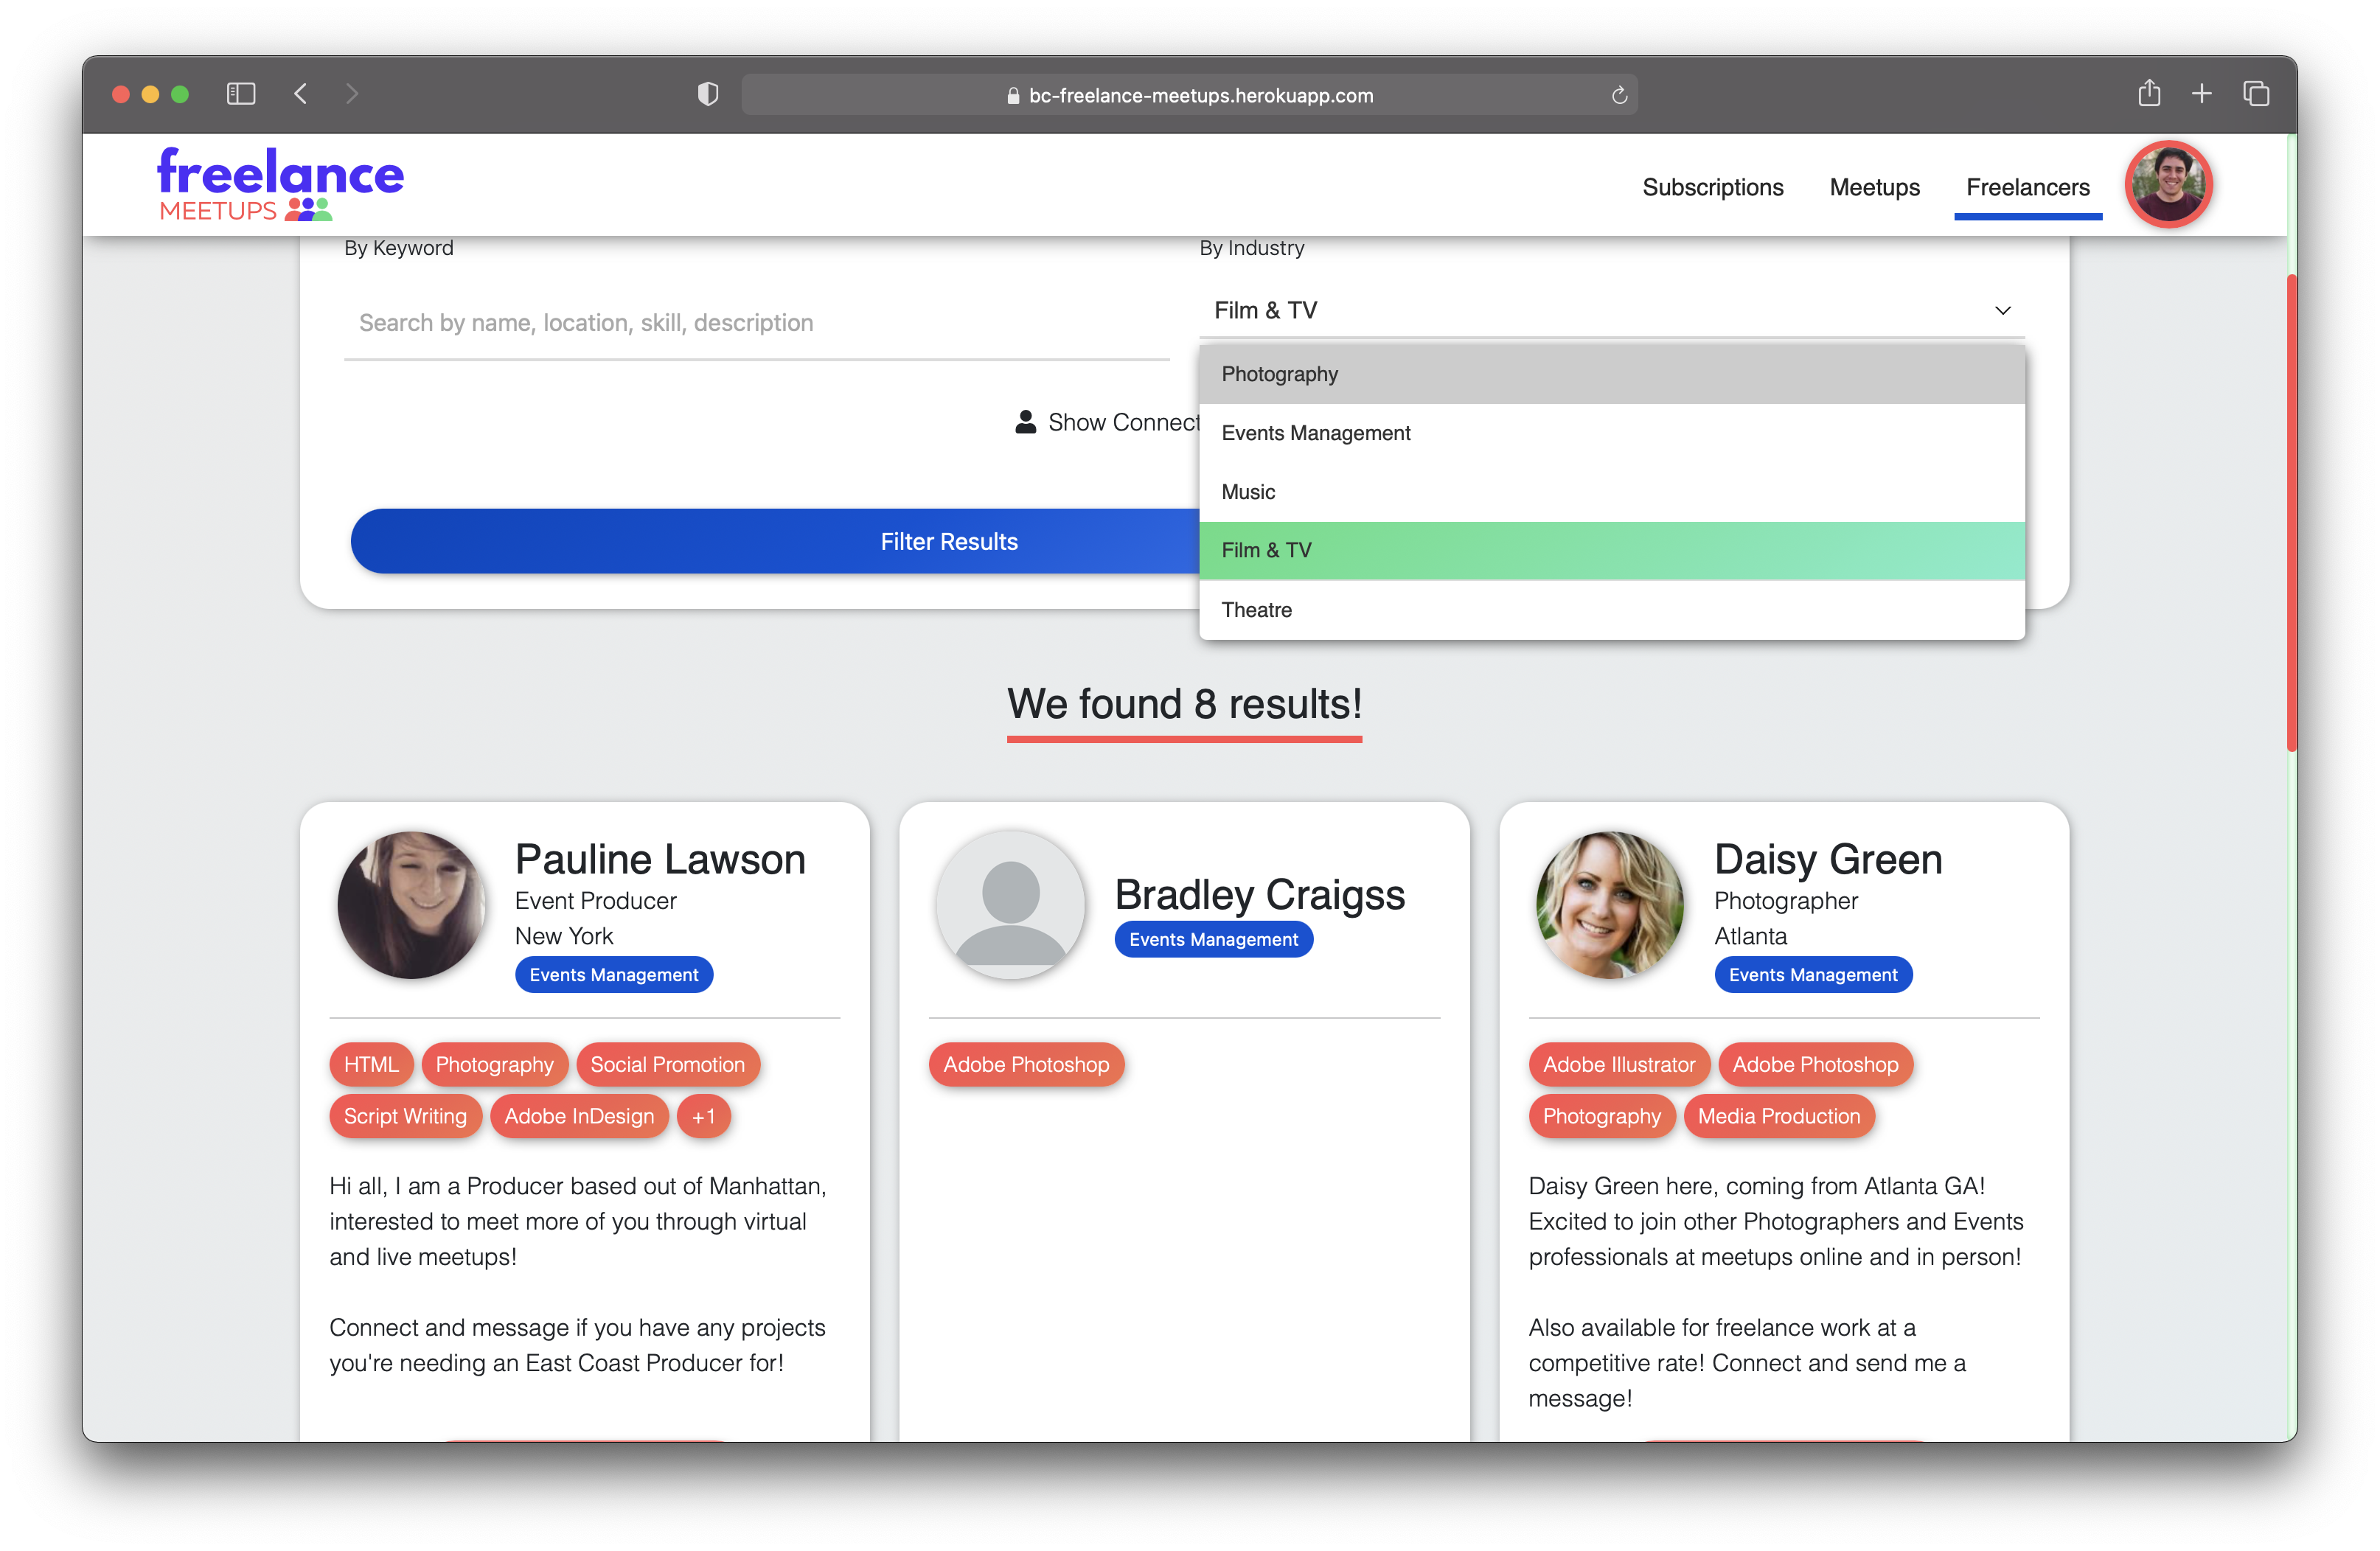 bc-freelance-meetups.herokuapp.com
freelance
MEETUPS
Subscriptions
Meetups
Freelancers
By Keyword
By Industry
Search by name, location, skill, description
Film & TV
Photography
Events Management
Music
Film & TV
Theatre
Show Connect
Filter Results
We found 8 results!
Pauline Lawson
Event Producer
New York
Events Management
HTML
Photography
Social Promotion
Script Writing
Adobe InDesign
+1
Hi all, I am a Producer based out of Manhattan,
interested to meet more of you through virtual
and live meetups!
Connect and message if you have any projects
you're needing an East Coast Producer for!
Bradley Craigss
Events Management
Adobe Photoshop
Daisy Green
Photographer
Atlanta
Events Management
Adobe Illustrator
Adobe Photoshop
Photography
Media Production
Daisy Green here, coming from Atlanta GA!
Excited to join other Photographers and Events
professionals at meetups online and in person!
Also available for freelance work at a
competitive rate! Connect and send me a
message!